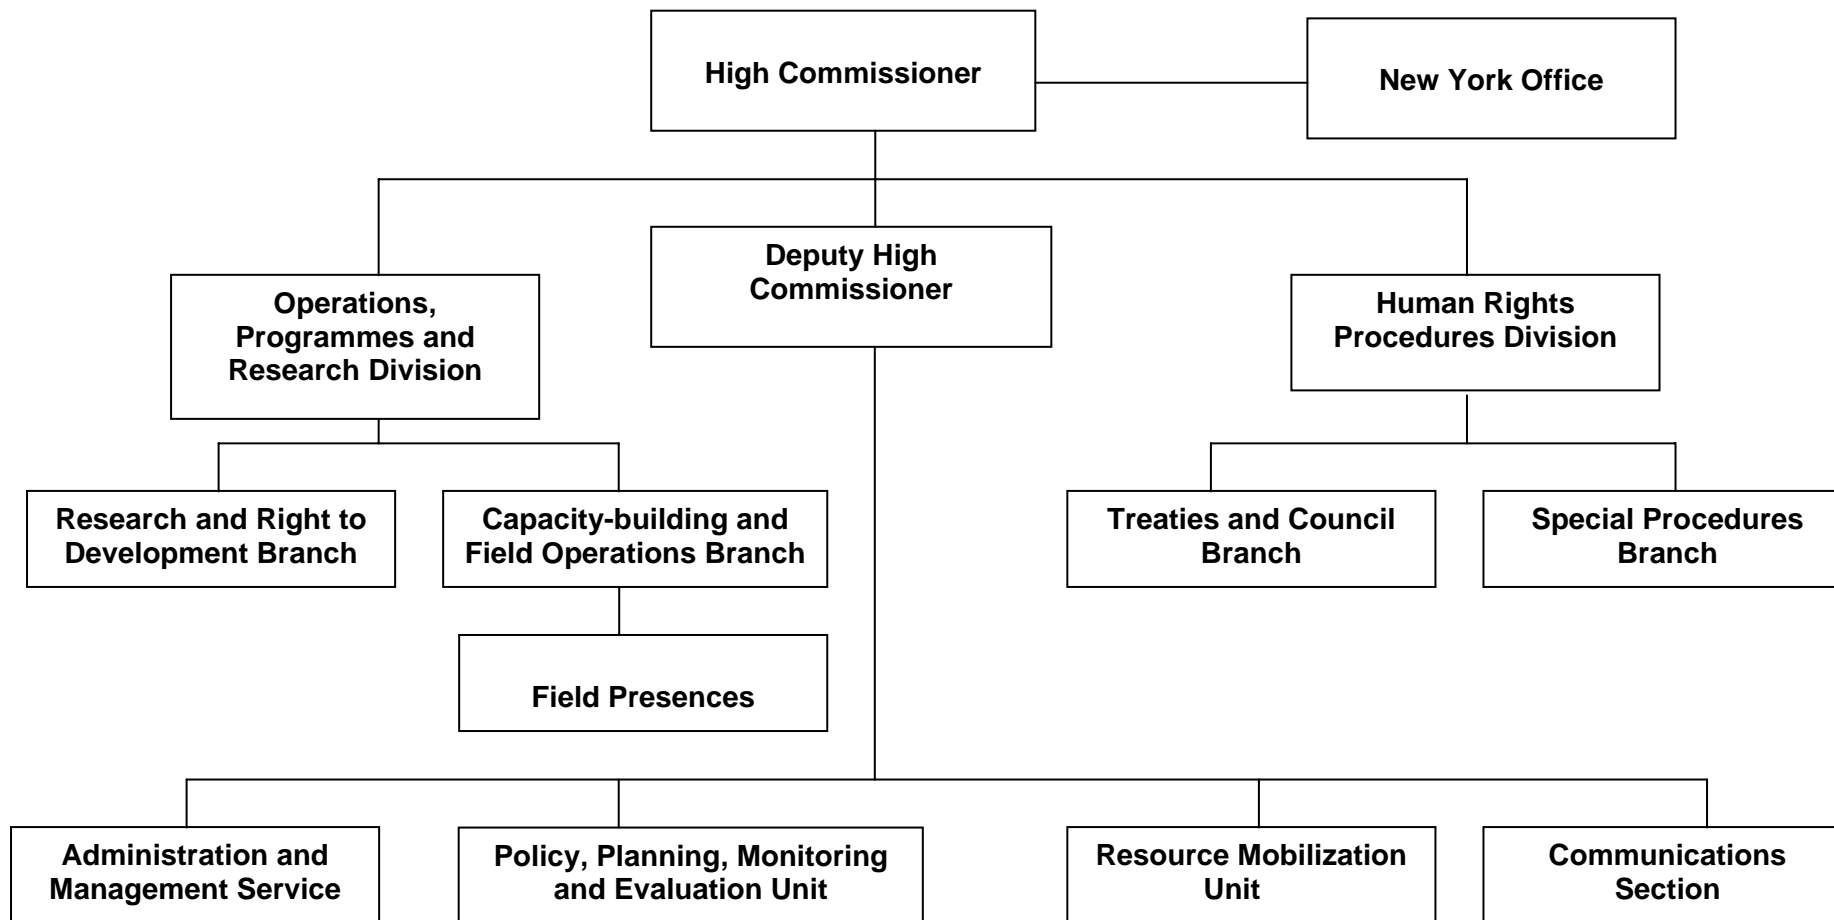 High Commissioner
New York Office
Deputy High
Commissioner
Operations,
Programmes and
Research Division
Human Rights
Procedures Division
Research and Right to
Development Branch
Capacity-building and
Field Operations Branch
Treaties and Council
Branch
Special Procedures
Branch
Field Presences
Administration and
Management Service
Policy, Planning, Monitoring
and Evaluation Unit
Resource Mobilization
Unit
Communications
Section